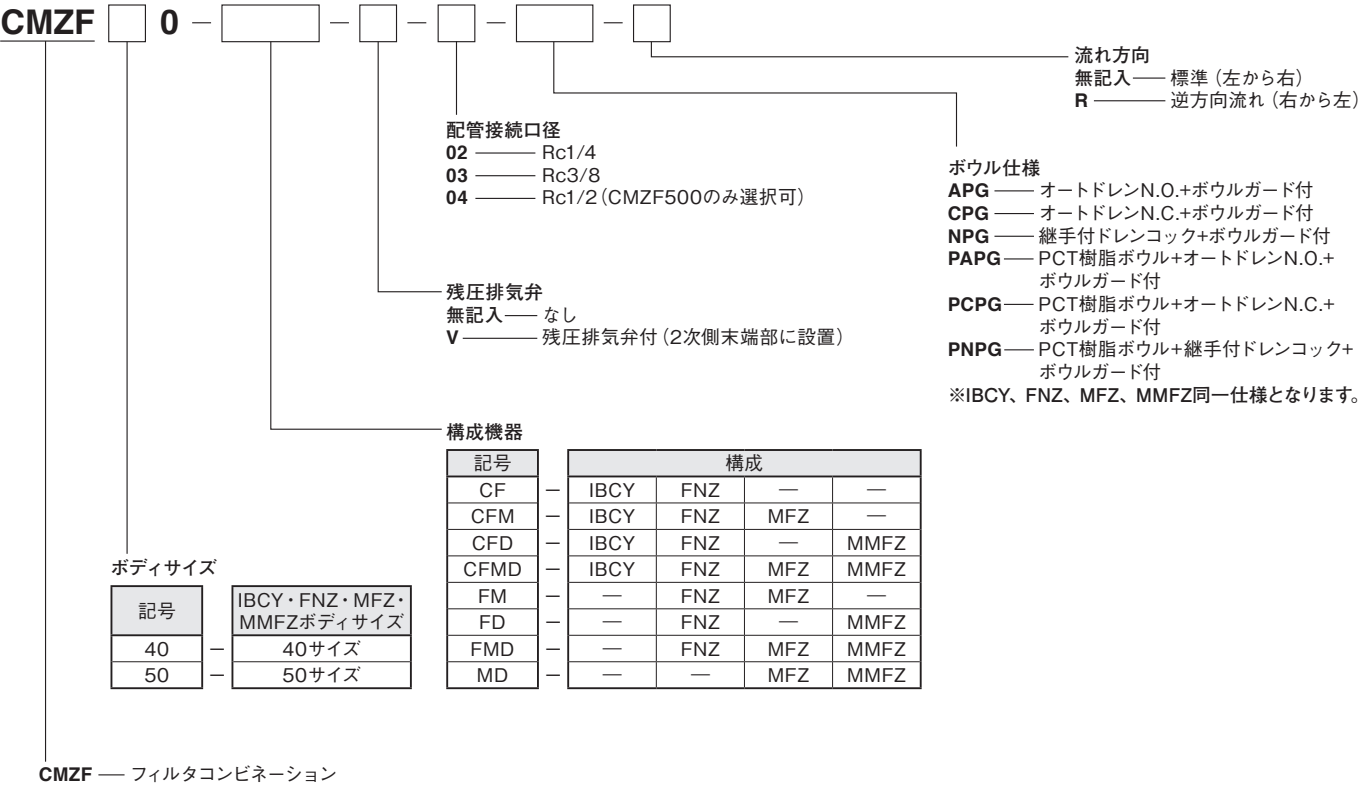 CMZF 0 − − − − −
流れ方向
無記入── 標準（左から右）
R ──── 逆方向流れ（右から左）
配管接続口径
02 ──── Rc1/4
03 ──── Rc3/8
04 ──── Rc1/2（CMZF500のみ選択可）
ボウル仕様
APG ── オートドレンN.O.+ボウルガード付
CPG ── オートドレンN.C.+ボウルガード付
NPG ── 継手付ドレンコック+ボウルガード付
PAPG── PCT樹脂ボウル+オートドレンN.O.+
ボウルガード付
PCPG── PCT樹脂ボウル+オートドレンN.C.+
ボウルガード付
PNPG── PCT樹脂ボウル+継手付ドレンコック+
ボウルガード付
※IBCY、FNZ、MFZ、MMFZ同一仕様となります。
残圧排気弁
無記入── なし
V ──── 残圧排気弁付（2次側末端部に設置）
構成機器
記号 構成
CF − IBCY FNZ — —
CFM − IBCY FNZ MFZ —
CFD − IBCY FNZ — MMFZ
CFMD − IBCY FNZ MFZ MMFZ
FM − — FNZ MFZ —
FD − — FNZ — MMFZ
FMD − — FNZ MFZ MMFZ
MD − — — MFZ MMFZ
ボディサイズ
記号 IBCY・FNZ・MFZ・
MMFZボディサイズ
40 − 40サイズ
50 − 50サイズ
CMZF ── フィルタコンビネーション